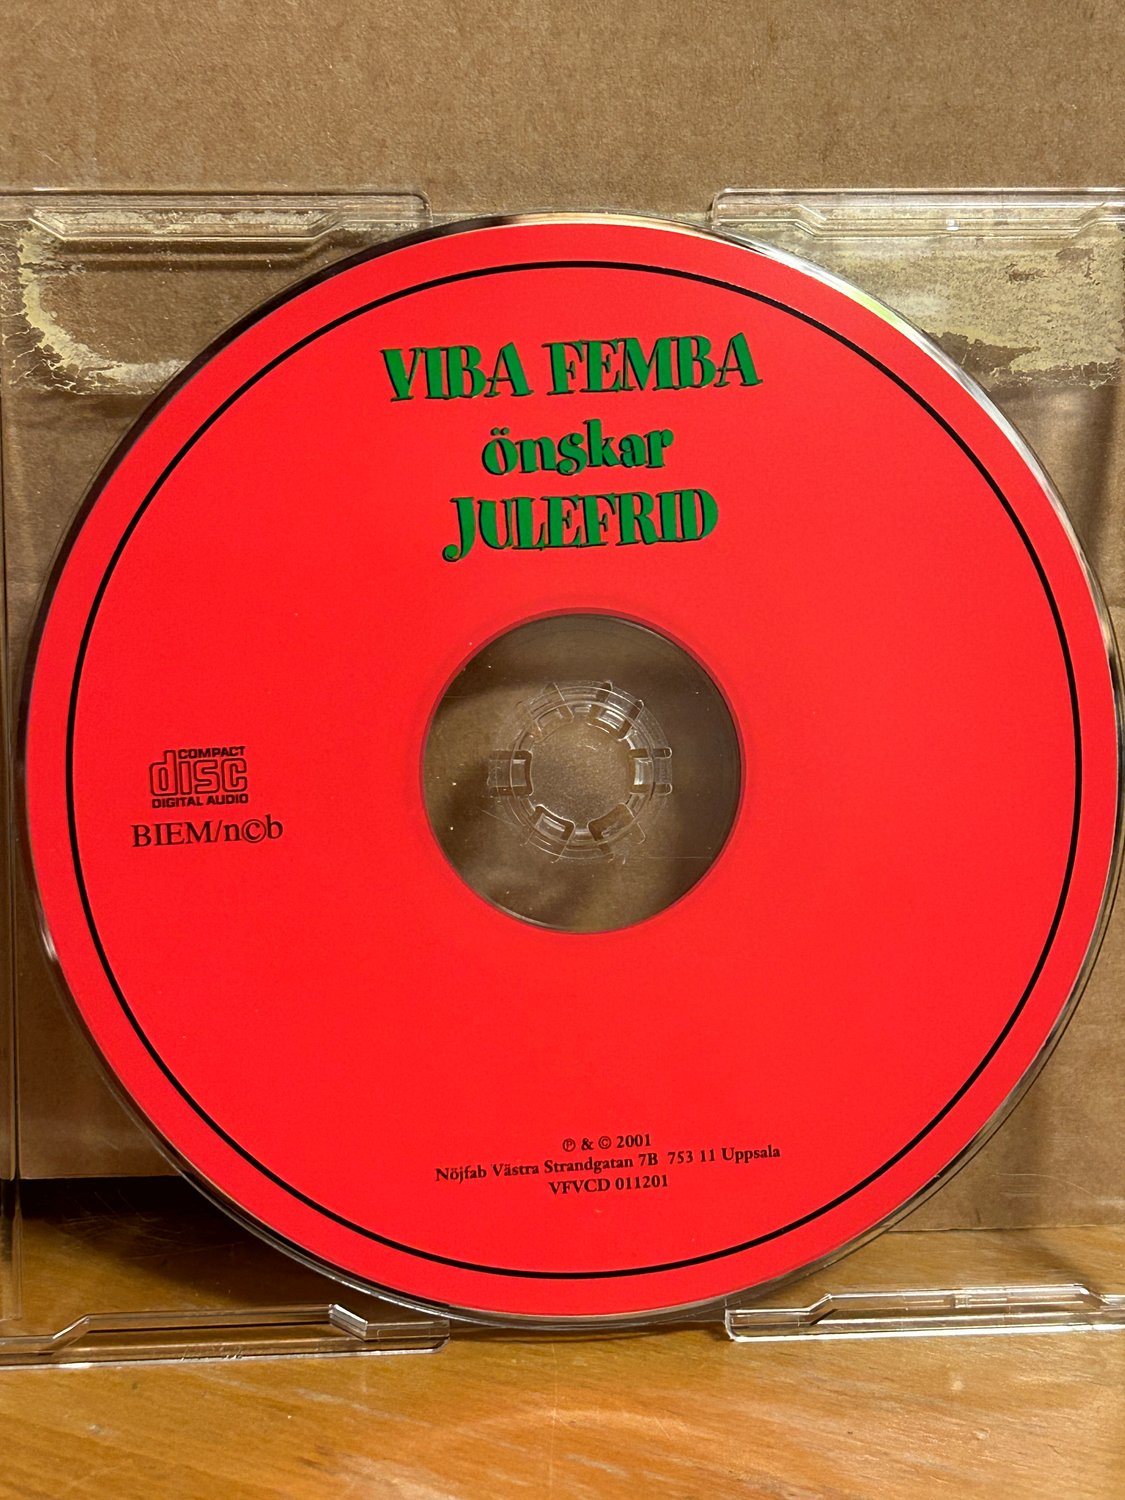 VIBA FEMBA
önskar
JULEFRID
COMPACT
disc
DIGITAL AUDIO
BIEM/n©b
℗ & © 2001
Nöjfab Västra Strandgatan 7B 753 11 Uppsala
VFVCD 011201